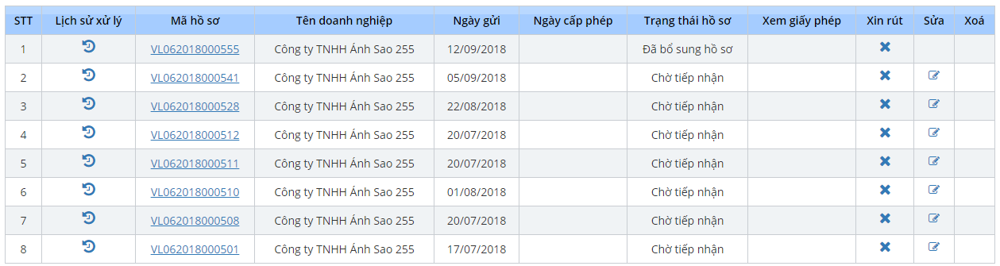 STT Lịch sử xử lý Mã hồ sơ Tên doanh nghiệp Ngày gửi Ngày cấp phép Trạng thái hồ sơ Xem giấy phép Xin rút Sửa Xoá
1 VL062018000555 Công ty TNHH Ánh Sao 255 12/09/2018 Đã bổ sung hồ sơ
2 VL062018000541 Công ty TNHH Ánh Sao 255 05/09/2018 Chờ tiếp nhận
3 VL062018000528 Công ty TNHH Ánh Sao 255 22/08/2018 Chờ tiếp nhận
4 VL062018000512 Công ty TNHH Ánh Sao 255 20/07/2018 Chờ tiếp nhận
5 VL062018000511 Công ty TNHH Ánh Sao 255 20/07/2018 Chờ tiếp nhận
6 VL062018000510 Công ty TNHH Ánh Sao 255 01/08/2018 Chờ tiếp nhận
7 VL062018000508 Công ty TNHH Ánh Sao 255 20/07/2018 Chờ tiếp nhận
8 VL062018000501 Công ty TNHH Ánh Sao 255 17/07/2018 Chờ tiếp nhận